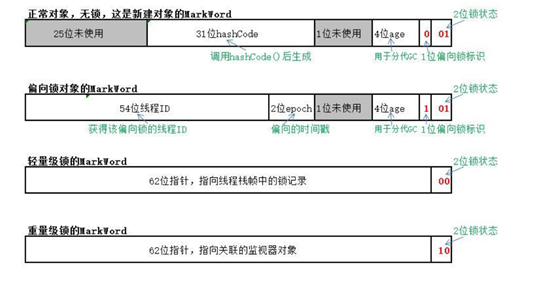 正常对象，无锁，这是新建对象的MarkWord
2位锁状态
25位未使用 31位hashCode 1位未使用 4位age 0 01
调用hashCode()后生成 用于分代GC 1位偏向锁标识
偏向锁对象的MarkWord
2位锁状态
54位线程ID 2位epoch 1位未使用 4位age 1 01
获得该偏向锁的线程ID 偏向的时间戳 用于分代GC 1位偏向锁标识
轻量级锁的MarkWord
2位锁状态
62位指针，指向线程栈帧中的锁记录 00
重量级锁的MarkWord
2位锁状态
62位指针，指向关联的监视器对象 10